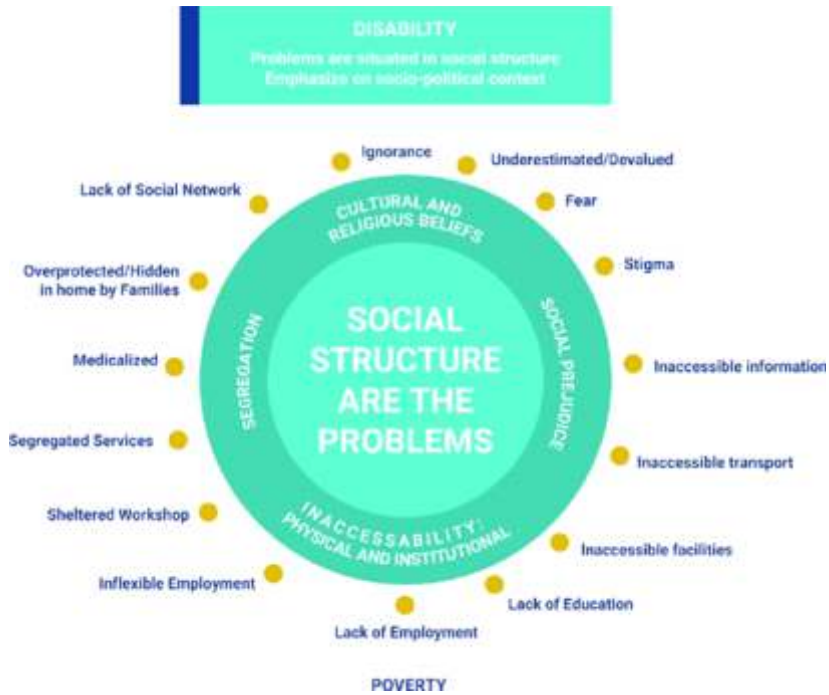 DISABILITY
Problems are situated in social structure
Emphasize on socio-political context
Ignorance
Underestimated/Devalued
Fear
Stigma
Inaccessible information
Inaccessible transport
Inaccessible facilities
Lack of Education
Lack of Employment
Inflexible Employment
Sheltered Workshop
Segregated Services
Medicalized
Overprotected/Hidden
in home by Families
Lack of Social Network
CULTURAL AND
RELIGIOUS BELIEFS
SOCIAL PREJUDICE
INACCESSABILITY:
PHYSICAL AND INSTITUTIONAL
SEGREGATION
SOCIAL
STRUCTURE
ARE THE
PROBLEMS
POVERTY